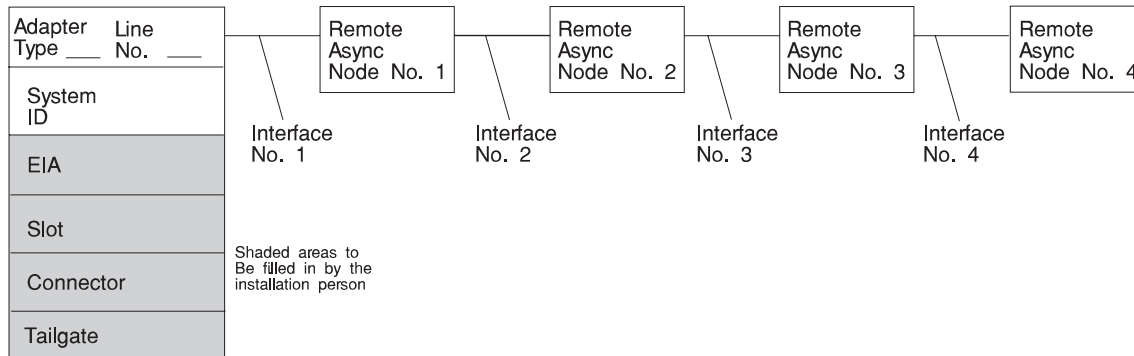 Adapter Line
Type ___ No. ___
System
ID
EIA
Slot
Connector
Tailgate
Remote
Async
Node No. 1
Remote
Async
Node No. 2
Remote
Async
Node No. 3
Remote
Async
Node No. 4
Interface
No. 1
Interface
No. 2
Interface
No. 3
Interface
No. 4
Shaded areas to
Be filled in by the
installation person